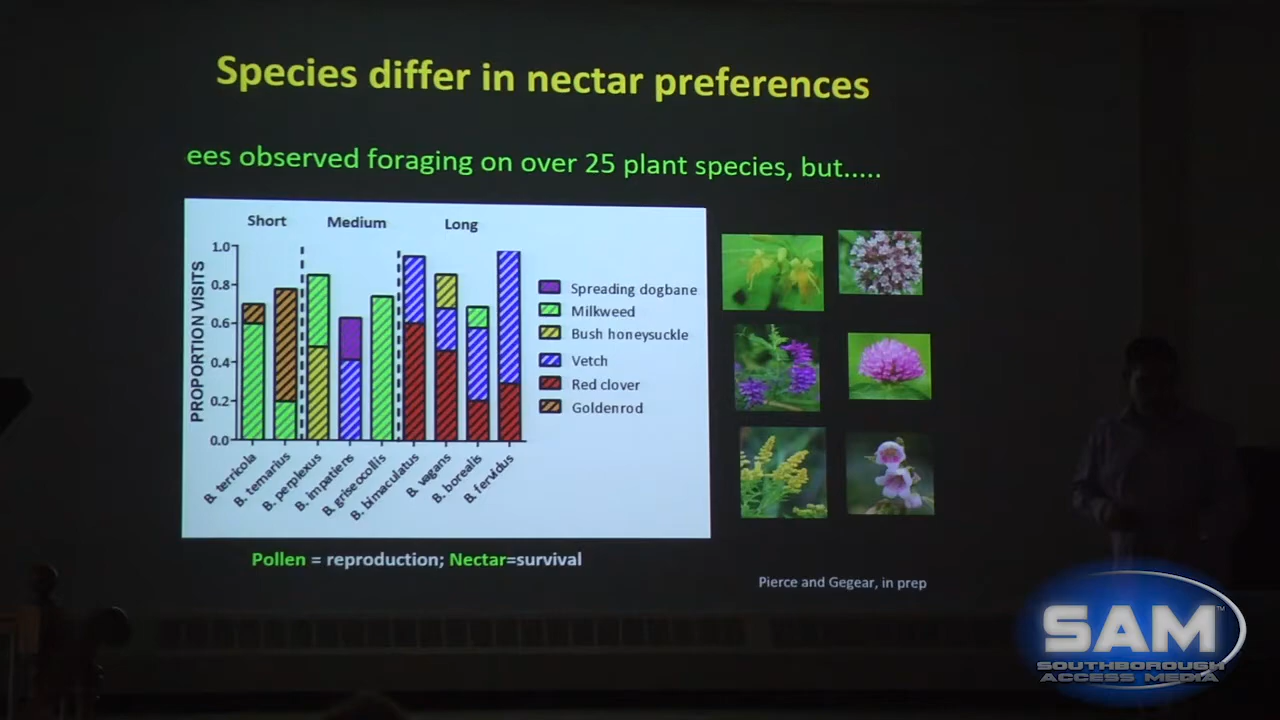 Species differ in nectar preferences
ees observed foraging on over 25 plant species, but.....
Short Medium Long
PROPORTION VISITS
1.0
0.8
0.6
0.4
0.2
0.0
B. terricola
B. ternarius
B. perplexus
B. impatiens
B. griseocollis
B. bimaculatus
B. vagans
B. borealis
B. fervidus
Spreading dogbane
Milkweed
Bush honeysuckle
Vetch
Red clover
Goldenrod
Pollen = reproduction; Nectar=survival
Pierce and Gegear, in prep
SAM™
SOUTHBOROUGH
ACCESS MEDIA